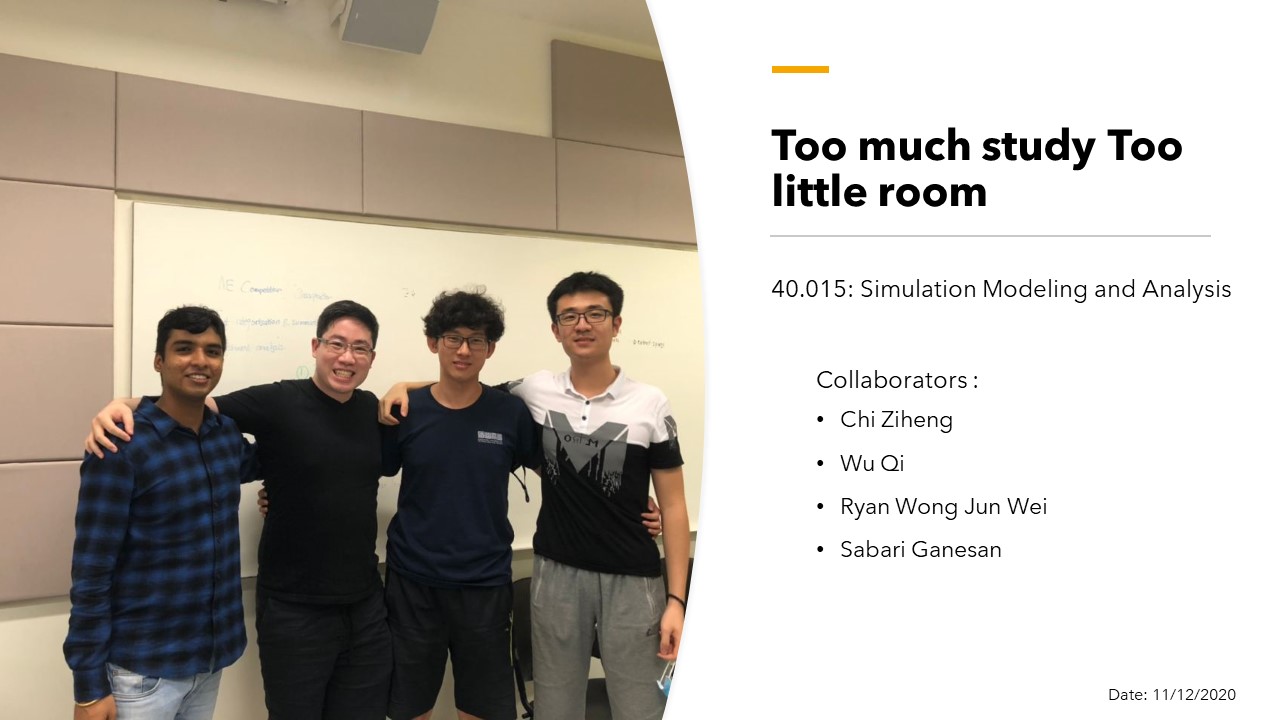 Too much study Too
little room
40.015: Simulation Modeling and Analysis
Collaborators :
• Chi Ziheng
• Wu Qi
• Ryan Wong Jun Wei
• Sabari Ganesan
Date: 11/12/2020